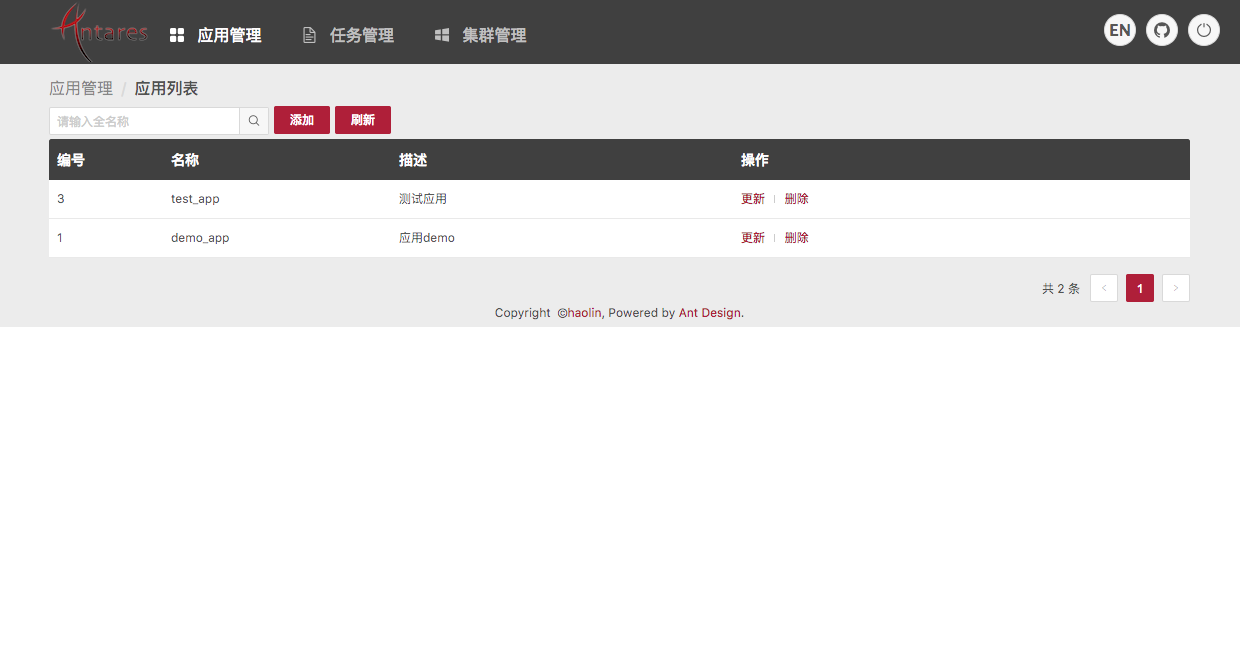 Antares 应用管理 任务管理 集群管理 EN
应用管理 / 应用列表
请输入全名称 添加 刷新
编号 名称 描述 操作
3 test_app 测试应用 更新 删除
1 demo_app 应用demo 更新 删除
共 2 条 < 1 >
Copyright ©haolin, Powered by Ant Design.